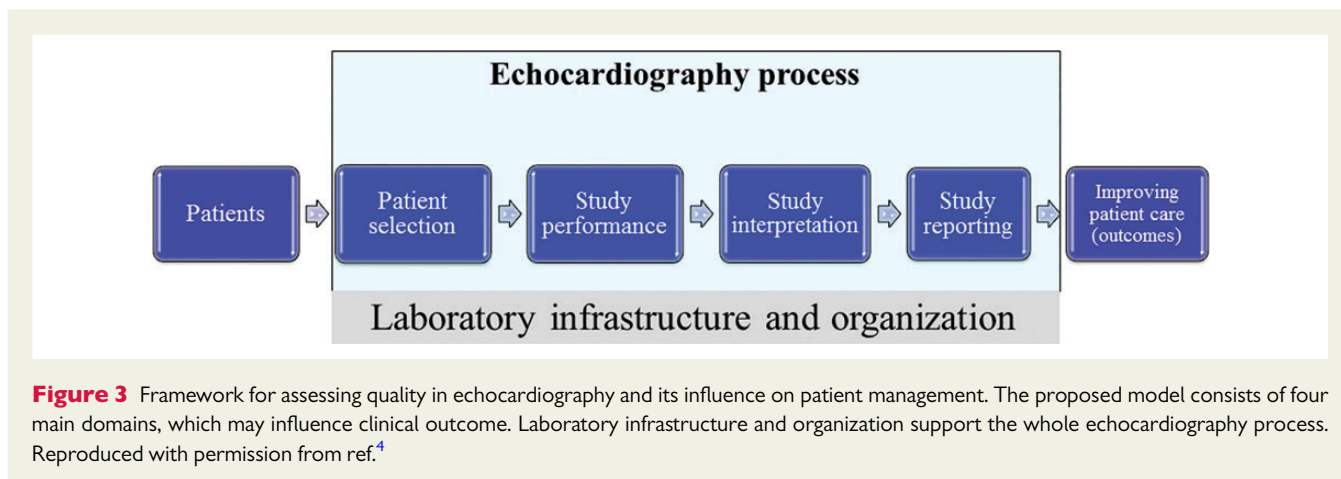 Echocardiography process
Patients
Patient
selection
Study
performance
Study
interpretation
Study
reporting
Improving
patient care
(outcomes)
Laboratory infrastructure and organization
Figure 3 Framework for assessing quality in echocardiography and its influence on patient management. The proposed model consists of four
main domains, which may influence clinical outcome. Laboratory infrastructure and organization support the whole echocardiography process.
Reproduced with permission from ref.4